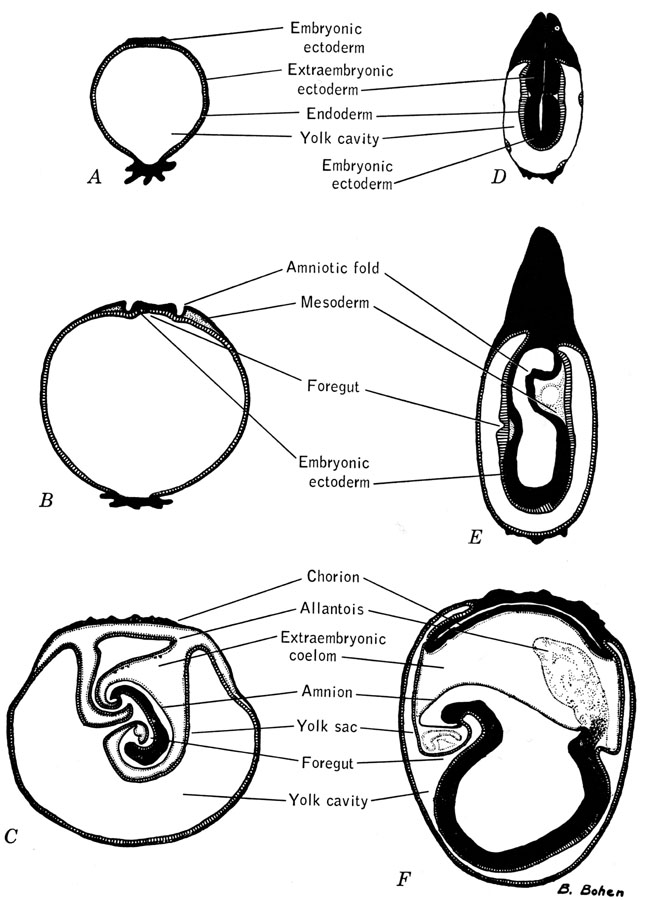 Embryonic
ectoderm
Extraembryonic
ectoderm
Endoderm
Yolk cavity
Embryonic
ectoderm
A
D
Amniotic fold
Mesoderm
Foregut
Embryonic
ectoderm
B
E
Chorion
Allantois
Extraembryonic
coelom
Amnion
Yolk sac
Foregut
Yolk cavity
C
F
B. Bohen